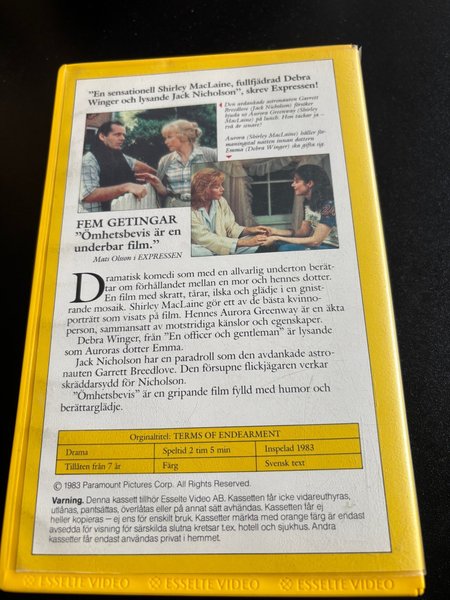 "En sensationell Shirley MacLaine, fullfjädrad Debra
Winger och lysande Jack Nicholson", skrev Expressen!
Den avdankade astronauten Garrett
Breedlove (Jack Nicholson) försöker
bjuda ut Aurora Greenway (Shirley
MacLaine) på lunch. Hon tackar ja –
två år senare!
Aurora (Shirley MacLaine) håller för-
maningstal natten innan dottern
Emma (Debra Winger) ska gifta sig.
FEM GETINGAR
"Ömhetsbevis är en
underbar film."
Mats Olsson i EXPRESSEN
Dramatisk komedi som med en allvarlig underton berät-
tar om förhållandet mellan en mor och hennes dotter.
En film med skratt, tårar, ilska och glädje i en gnist-
rande mosaik. Shirley MacLaine gör ett av de bästa kvinno-
porträtt som visats på film. Hennes Aurora Greenway är en äkta
person, sammansatt av motstridiga känslor och egenskaper.
Debra Winger, från "En officer och gentleman" är lysande
som Auroras dotter Emma.
Jack Nicholson har en paradroll som den avdankade astro-
nauten Garrett Breedlove. Den försupne flickjägaren verkar
skräddarsydd för Nicholson.
"Ömhetsbevis" är en gripande film fylld med humor och
berättarglädje.
Orginaltitel: TERMS OF ENDEARMENT
Drama Speltid 2 tim 5 min Inspelad 1983
Tillåten från 7 år Färg Svensk text
© 1983 Paramount Pictures Corp. All Rights Reserved.
Varning. Denna kassett tillhör Esselte Video AB. Kassetten får icke vidareuthyras,
utlånas, pantsättas, överlåtas eller på annat sätt avhändas. Kassetten får ej
heller kopieras – ej ens för enskilt bruk. Kassetter märkta med orange färg är endast
avsedda för visning för särskilda slutna kretsar t.ex. hotell och sjukhus. Andra
kassetter får endast användas privat i hemmet.
ESSELTE VIDEO ESSELTE VIDEO ESSELTE VIDEO